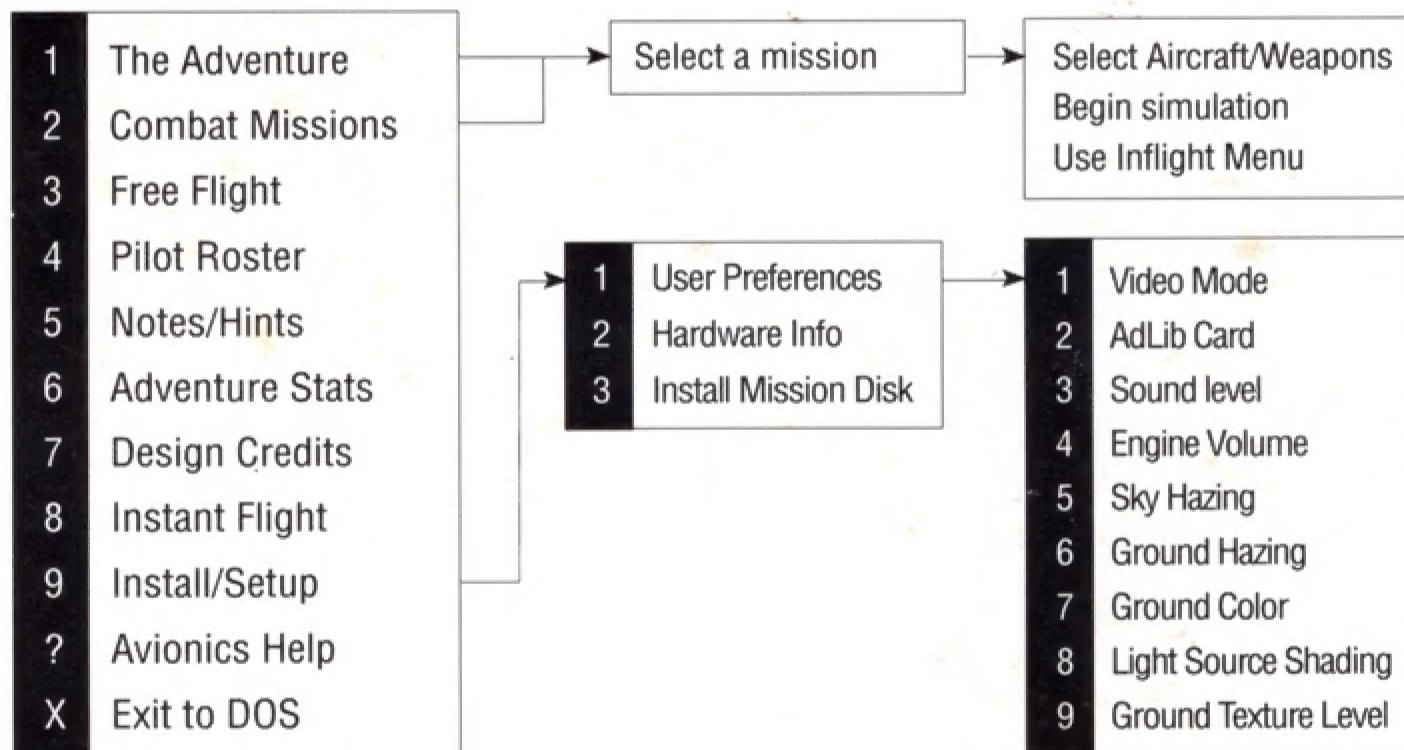 1 The Adventure
2 Combat Missions
3 Free Flight
4 Pilot Roster
5 Notes/Hints
6 Adventure Stats
7 Design Credits
8 Instant Flight
9 Install/Setup
? Avionics Help
X Exit to DOS
Select a mission
Select Aircraft/Weapons
Begin simulation
Use Inflight Menu
1 User Preferences
2 Hardware Info
3 Install Mission Disk
1 Video Mode
2 AdLib Card
3 Sound level
4 Engine Volume
5 Sky Hazing
6 Ground Hazing
7 Ground Color
8 Light Source Shading
9 Ground Texture Level